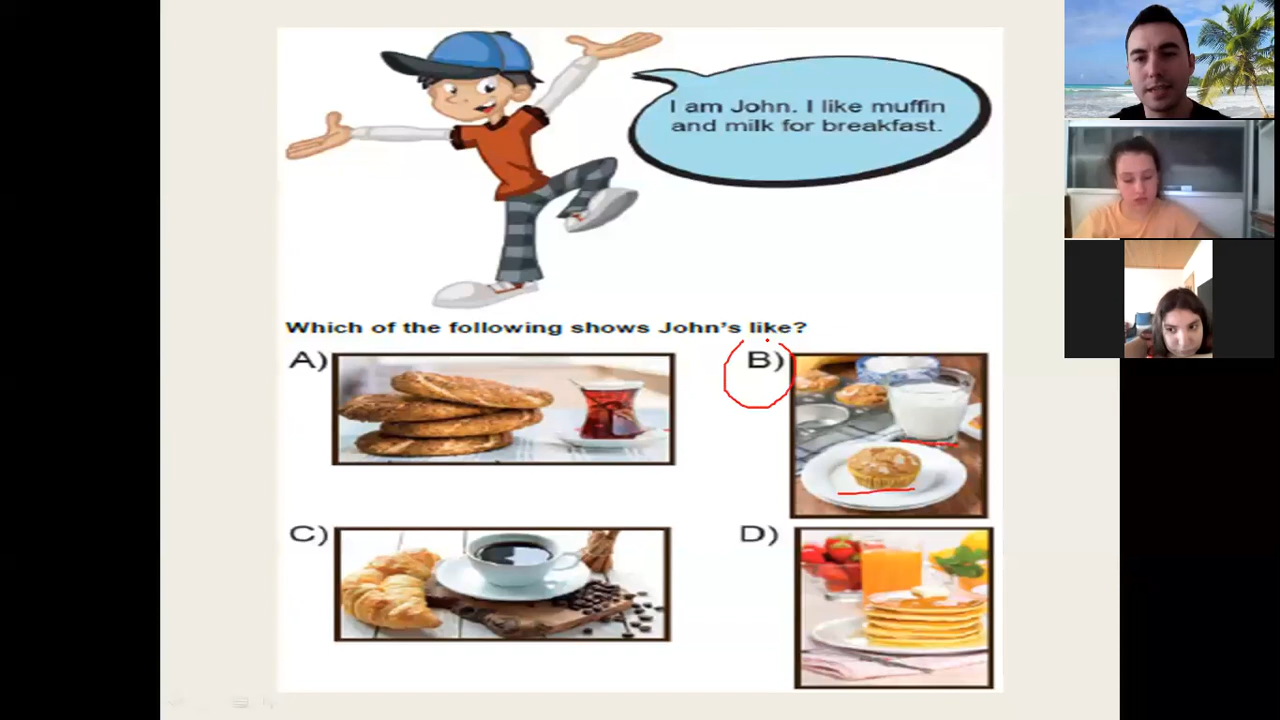 I am John. I like muffin
and milk for breakfast.
Which of the following shows John's like?
A)
B)
C)
D)